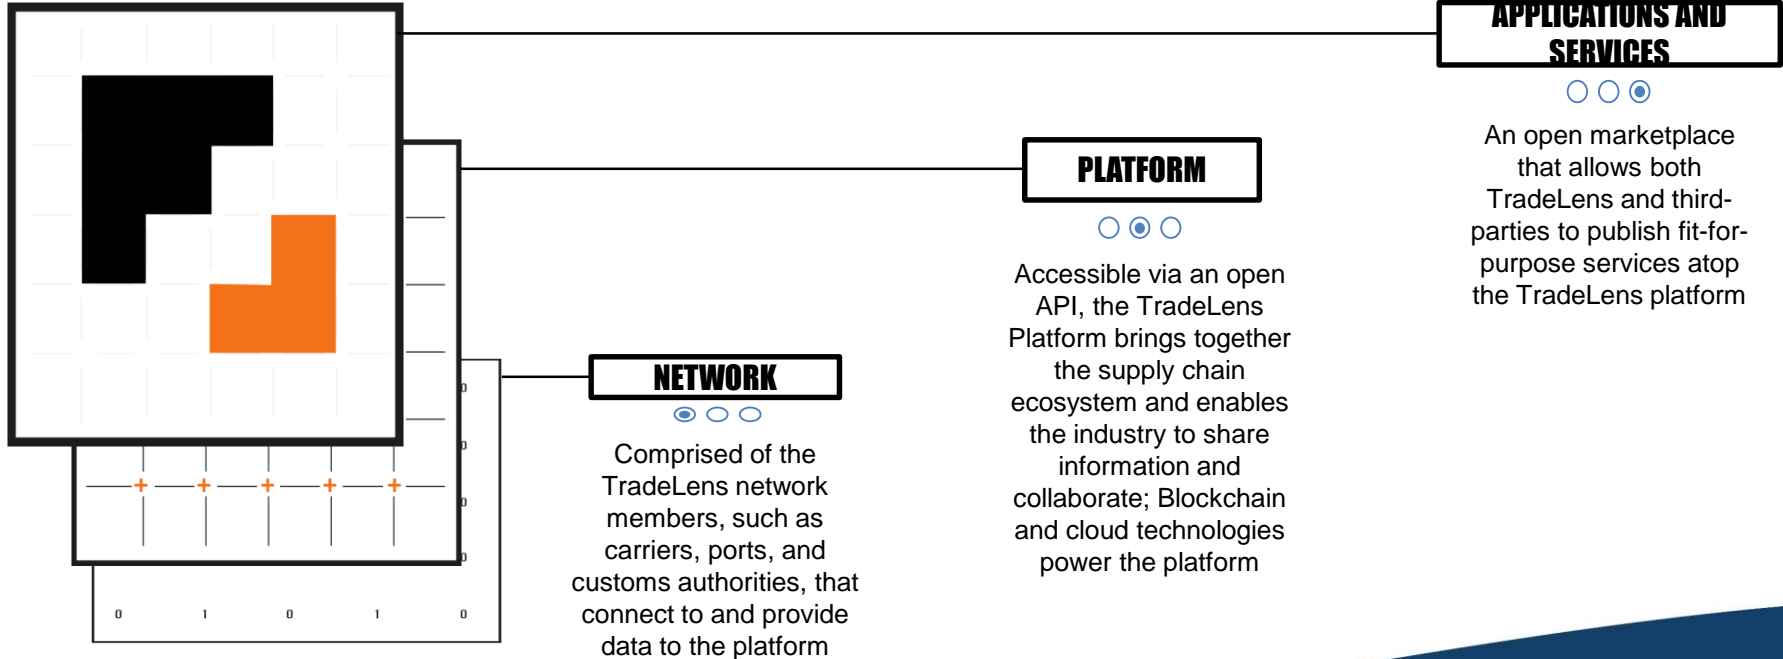 APPLICATIONS AND
SERVICES
An open marketplace
that allows both
TradeLens and third-
parties to publish fit-for-
purpose services atop
the TradeLens platform
PLATFORM
Accessible via an open
API, the TradeLens
Platform brings together
the supply chain
ecosystem and enables
the industry to share
information and
collaborate; Blockchain
and cloud technologies
power the platform
NETWORK
Comprised of the
TradeLens network
members, such as
carriers, ports, and
customs authorities, that
connect to and provide
data to the platform
0
0
0
0
0 1 0 1 0